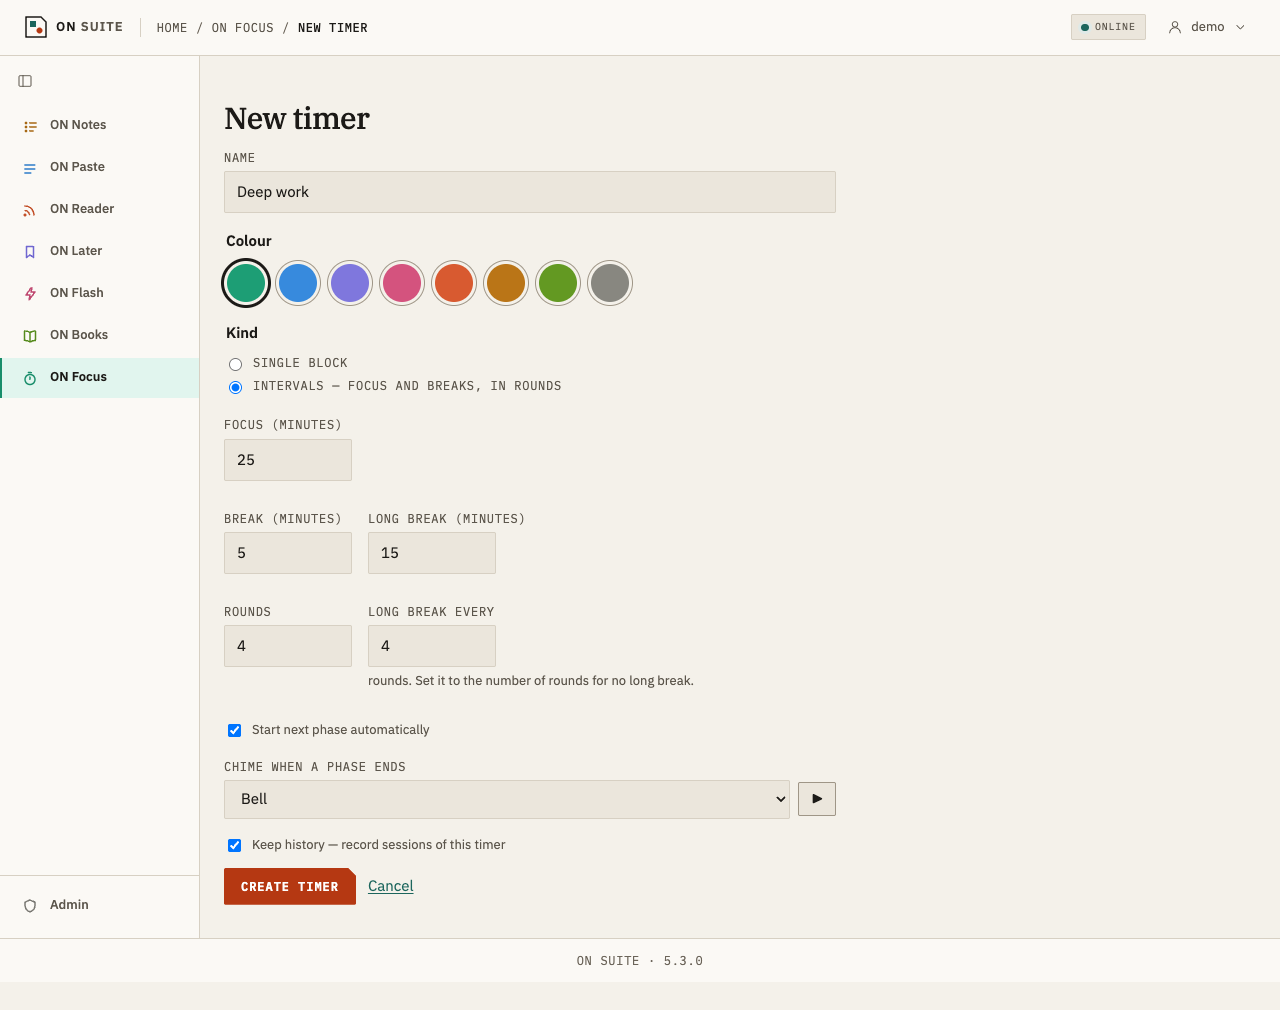 ON SUITE
HOME / ON FOCUS / NEW TIMER
ONLINE
demo
ON Notes
ON Paste
ON Reader
ON Later
ON Flash
ON Books
ON Focus
Admin
New timer
NAME
Deep work
Colour
Kind
SINGLE BLOCK
INTERVALS — FOCUS AND BREAKS, IN ROUNDS
FOCUS (MINUTES)
25
BREAK (MINUTES) LONG BREAK (MINUTES)
5 15
ROUNDS LONG BREAK EVERY
4 4
rounds. Set it to the number of rounds for no long break.
Start next phase automatically
CHIME WHEN A PHASE ENDS
Bell
Keep history — record sessions of this timer
CREATE TIMER Cancel
ON SUITE · 5.3.0